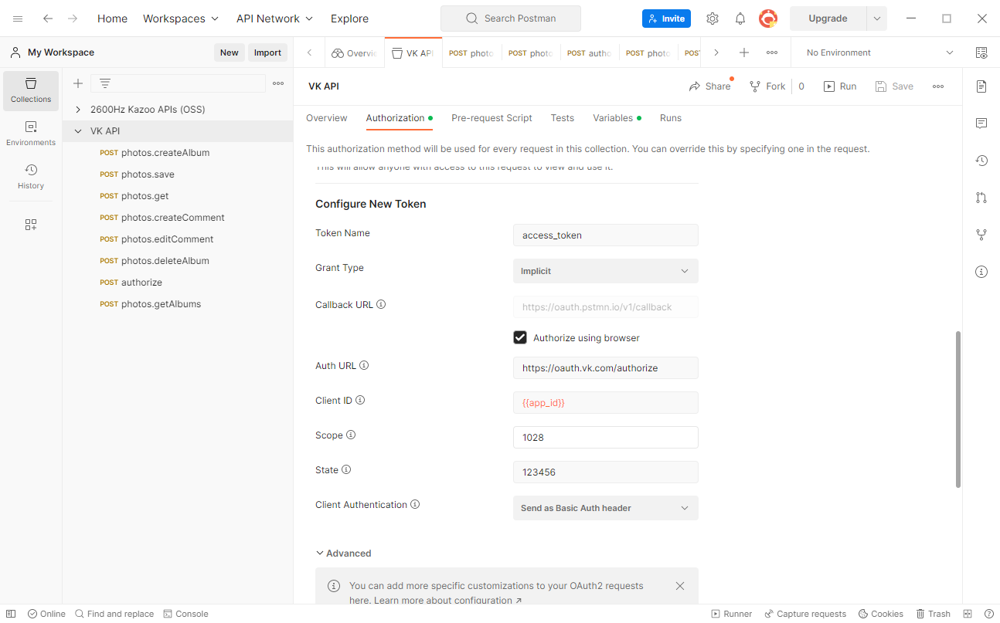 Home Workspaces API Network Explore Search Postman Invite Upgrade
My Workspace New Import Overvie VK API POST photo POST photo POST autho POST photo POST No Environment
Collections
Environments
History
2600Hz Kazoo APIs (OSS)
VK API
POST photos.createAlbum
POST photos.save
POST photos.get
POST photos.createComment
POST photos.editComment
POST photos.deleteAlbum
POST authorize
POST photos.getAlbums
VK API Share Fork 0 Run Save
Overview Authorization Pre-request Script Tests Variables Runs
This authorization method will be used for every request in this collection. You can override this by specifying one in the request.
This will allow anyone with access to this request to view and use it.
Configure New Token
Token Name access_token
Grant Type Implicit
Callback URL https://oauth.pstmn.io/v1/callback
Authorize using browser
Auth URL https://oauth.vk.com/authorize
Client ID {{app_id}}
Scope 1028
State 123456
Client Authentication Send as Basic Auth header
Advanced
You can add more specific customizations to your OAuth2 requests
here. Learn more about configuration ↗
Online Find and replace Console Runner Capture requests Cookies Trash